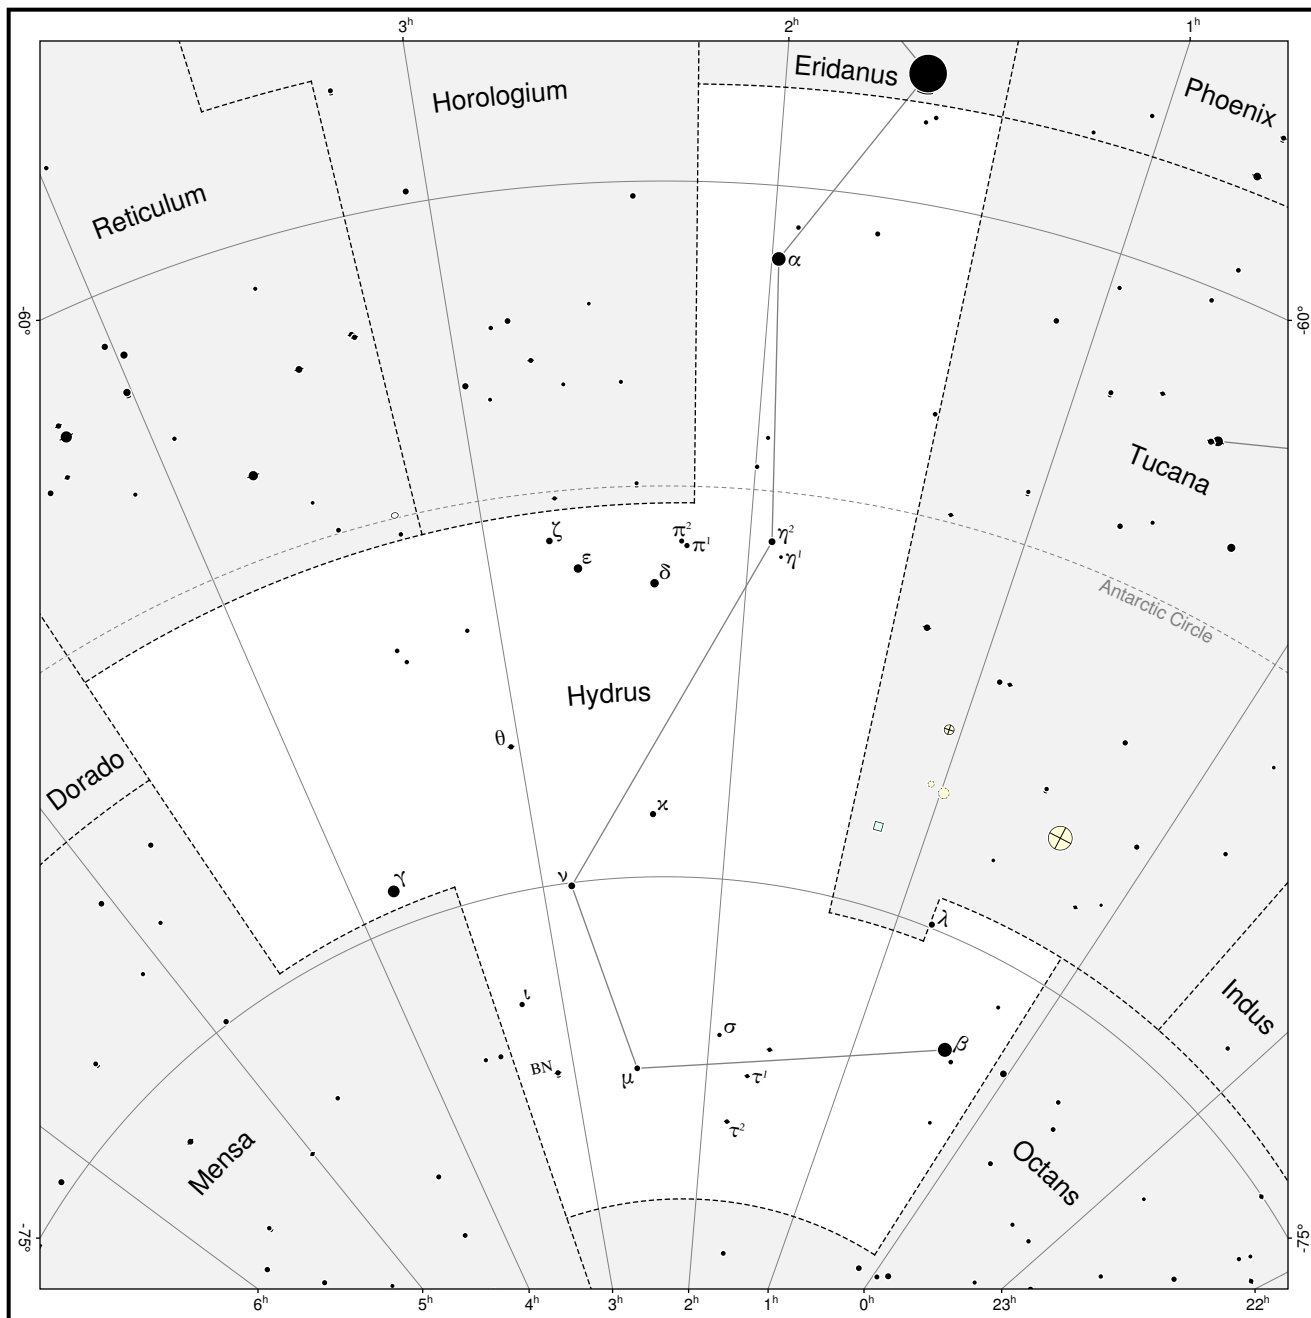 3h
2h
1h
Eridanus
Horologium
Phoenix
Reticulum
α
-60°
-60°
Tucana
ζ
π²
π¹
η²
η¹
ε
δ
Antarctic Circle
Hydrus
θ
Dorado
ϰ
γ
ν
λ
Indus
ι
σ
β
BN
μ
τ¹
τ²
Mensa
Octans
-75°
-75°
6h
5h
4h
3h
2h
1h
0h
23h
22h